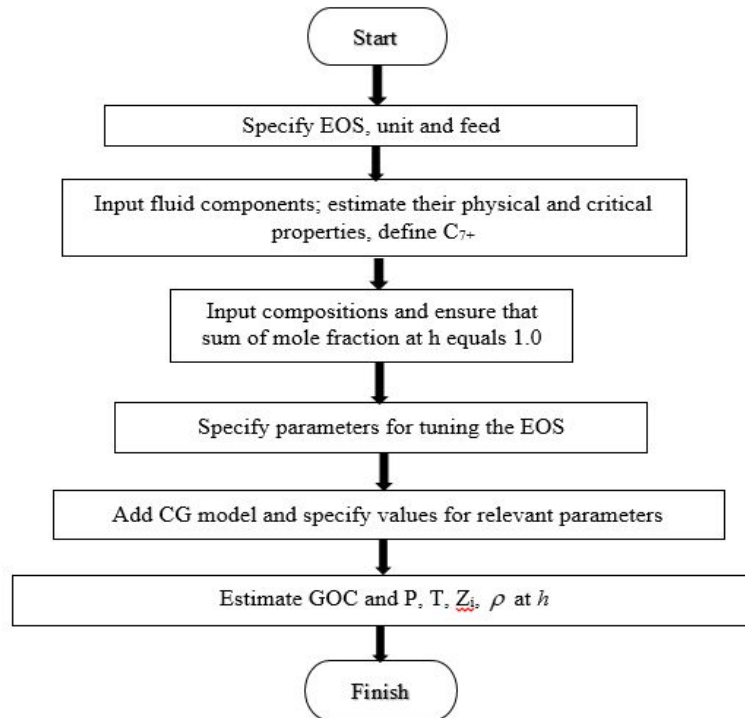 Start
Specify EOS, unit and feed
Input fluid components; estimate their physical and critical
properties, define C₇₊
Input compositions and ensure that
sum of mole fraction at h equals 1.0
Specify parameters for tuning the EOS
Add CG model and specify values for relevant parameters
Estimate GOC and P, T, Zᵢ, ρ at h
Finish